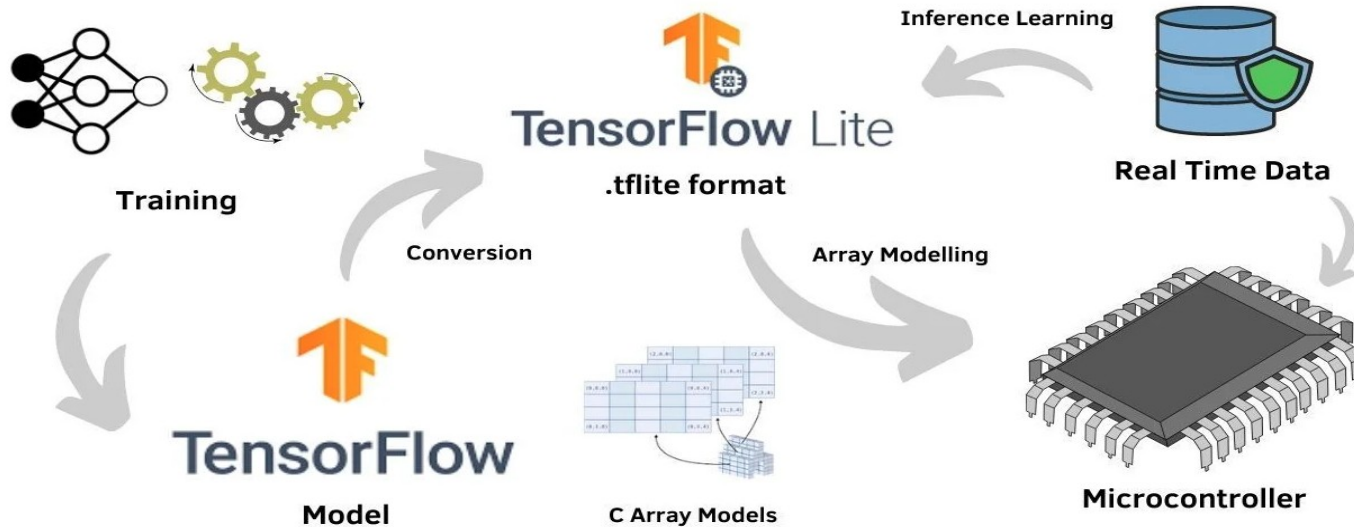 Inference Learning
TensorFlow Lite
.tflite format
Real Time Data
Training
Conversion
Array Modelling
TensorFlow
Model
C Array Models
Microcontroller